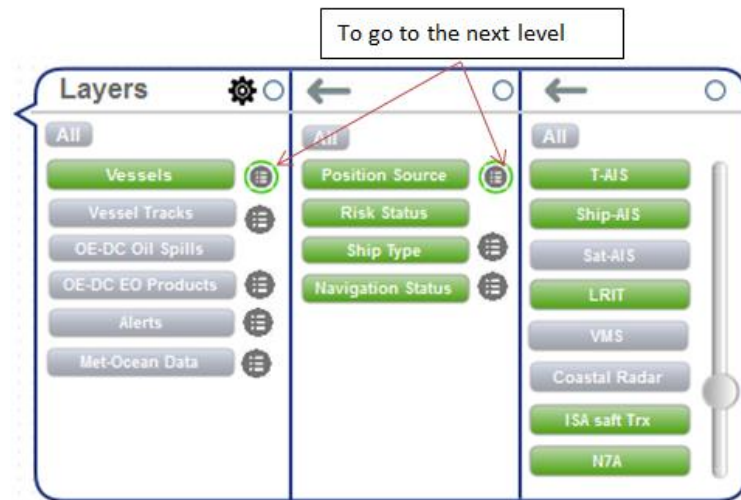 To go to the next level
Layers
All
Vessels
Vessel Tracks
OE-DC Oil Spills
OE-DC EO Products
Alerts
Met-Ocean Data
All
Position Source
Risk Status
Ship Type
Navigation Status
All
T-AIS
Ship-AIS
Sat-AIS
LRIT
VMS
Coastal Radar
ISA saft Trx
N7A